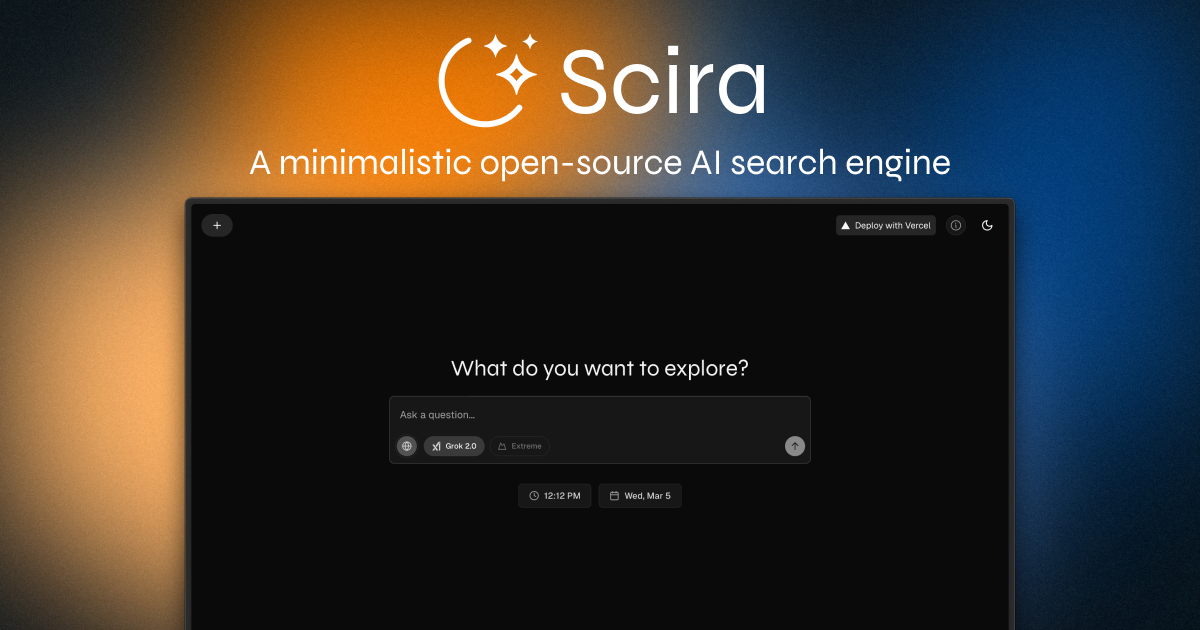 Scira
A minimalistic open-source AI search engine
+
Deploy with Vercel
What do you want to explore?
Ask a question...
Grok 2.0
Extreme
12:12 PM
Wed, Mar 5